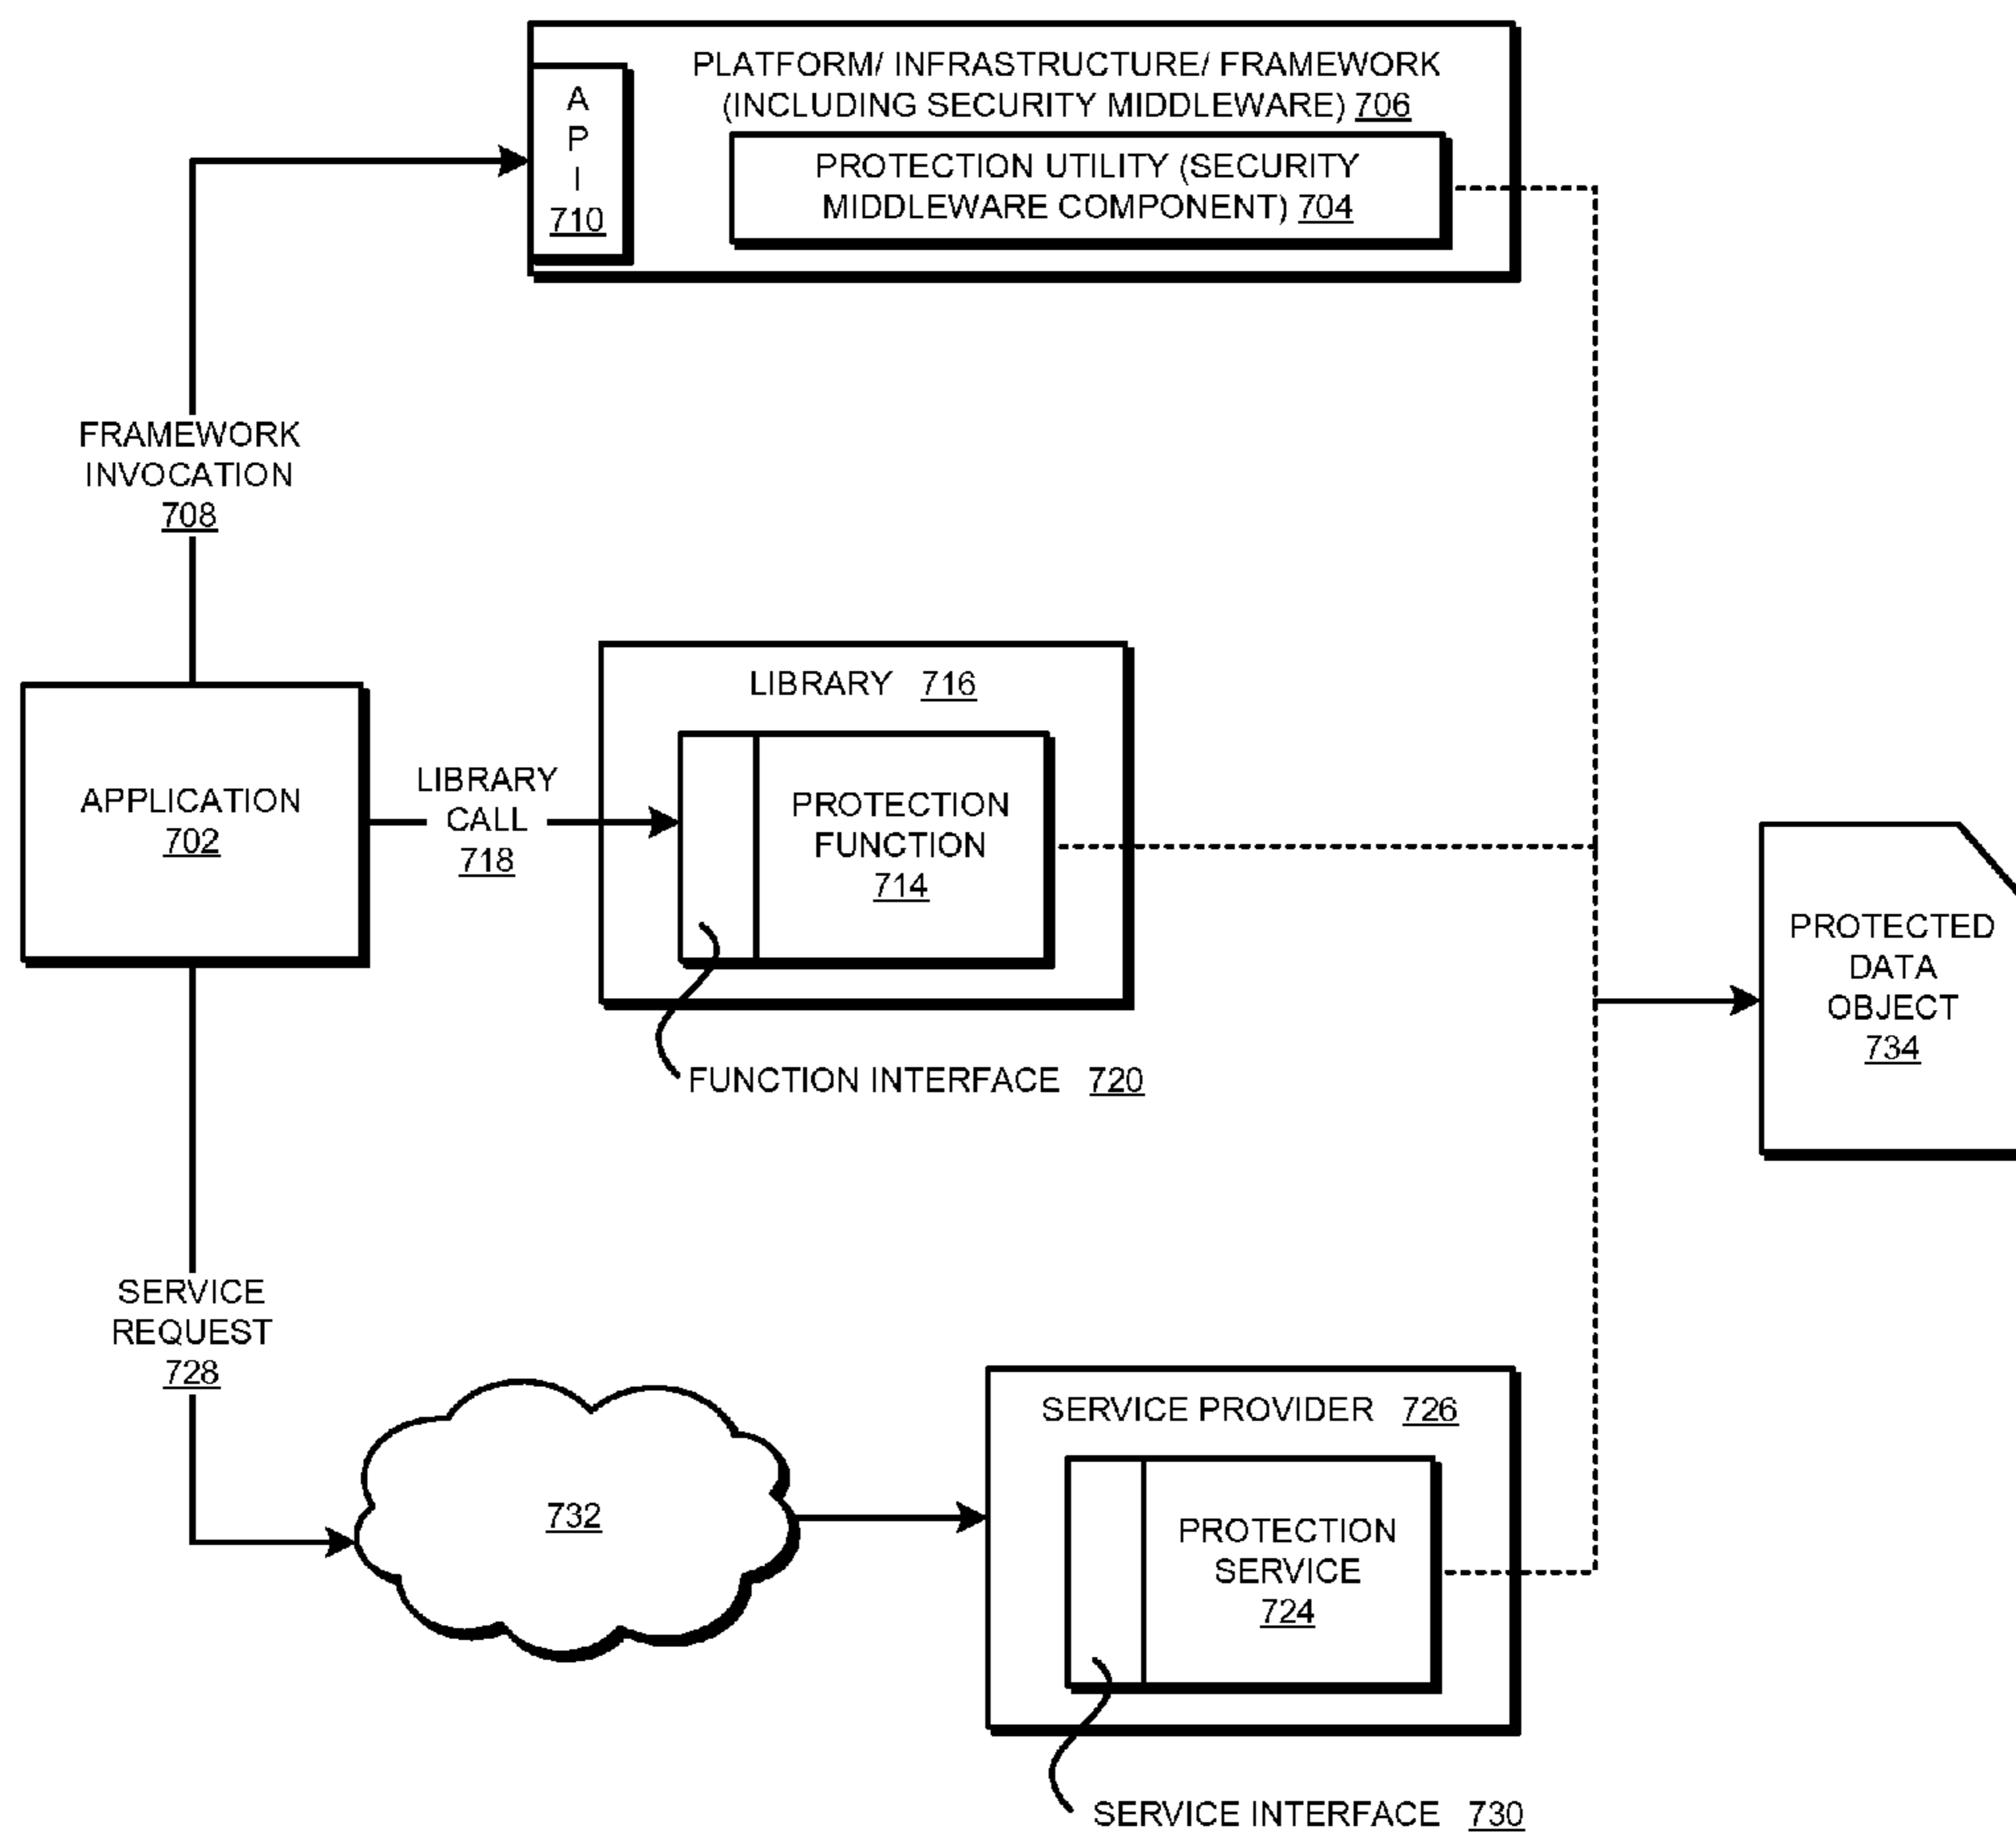 PLATFORM/ INFRASTRUCTURE/ FRAMEWORK
(INCLUDING SECURITY MIDDLEWARE) 706
A
P
I
710
PROTECTION UTILITY (SECURITY
MIDDLEWARE COMPONENT) 704
FRAMEWORK
INVOCATION
708
APPLICATION
702
LIBRARY
CALL
718
LIBRARY 716
PROTECTION
FUNCTION
714
FUNCTION INTERFACE 720
PROTECTED
DATA
OBJECT
734
SERVICE
REQUEST
728
732
SERVICE PROVIDER 726
PROTECTION
SERVICE
724
SERVICE INTERFACE 730